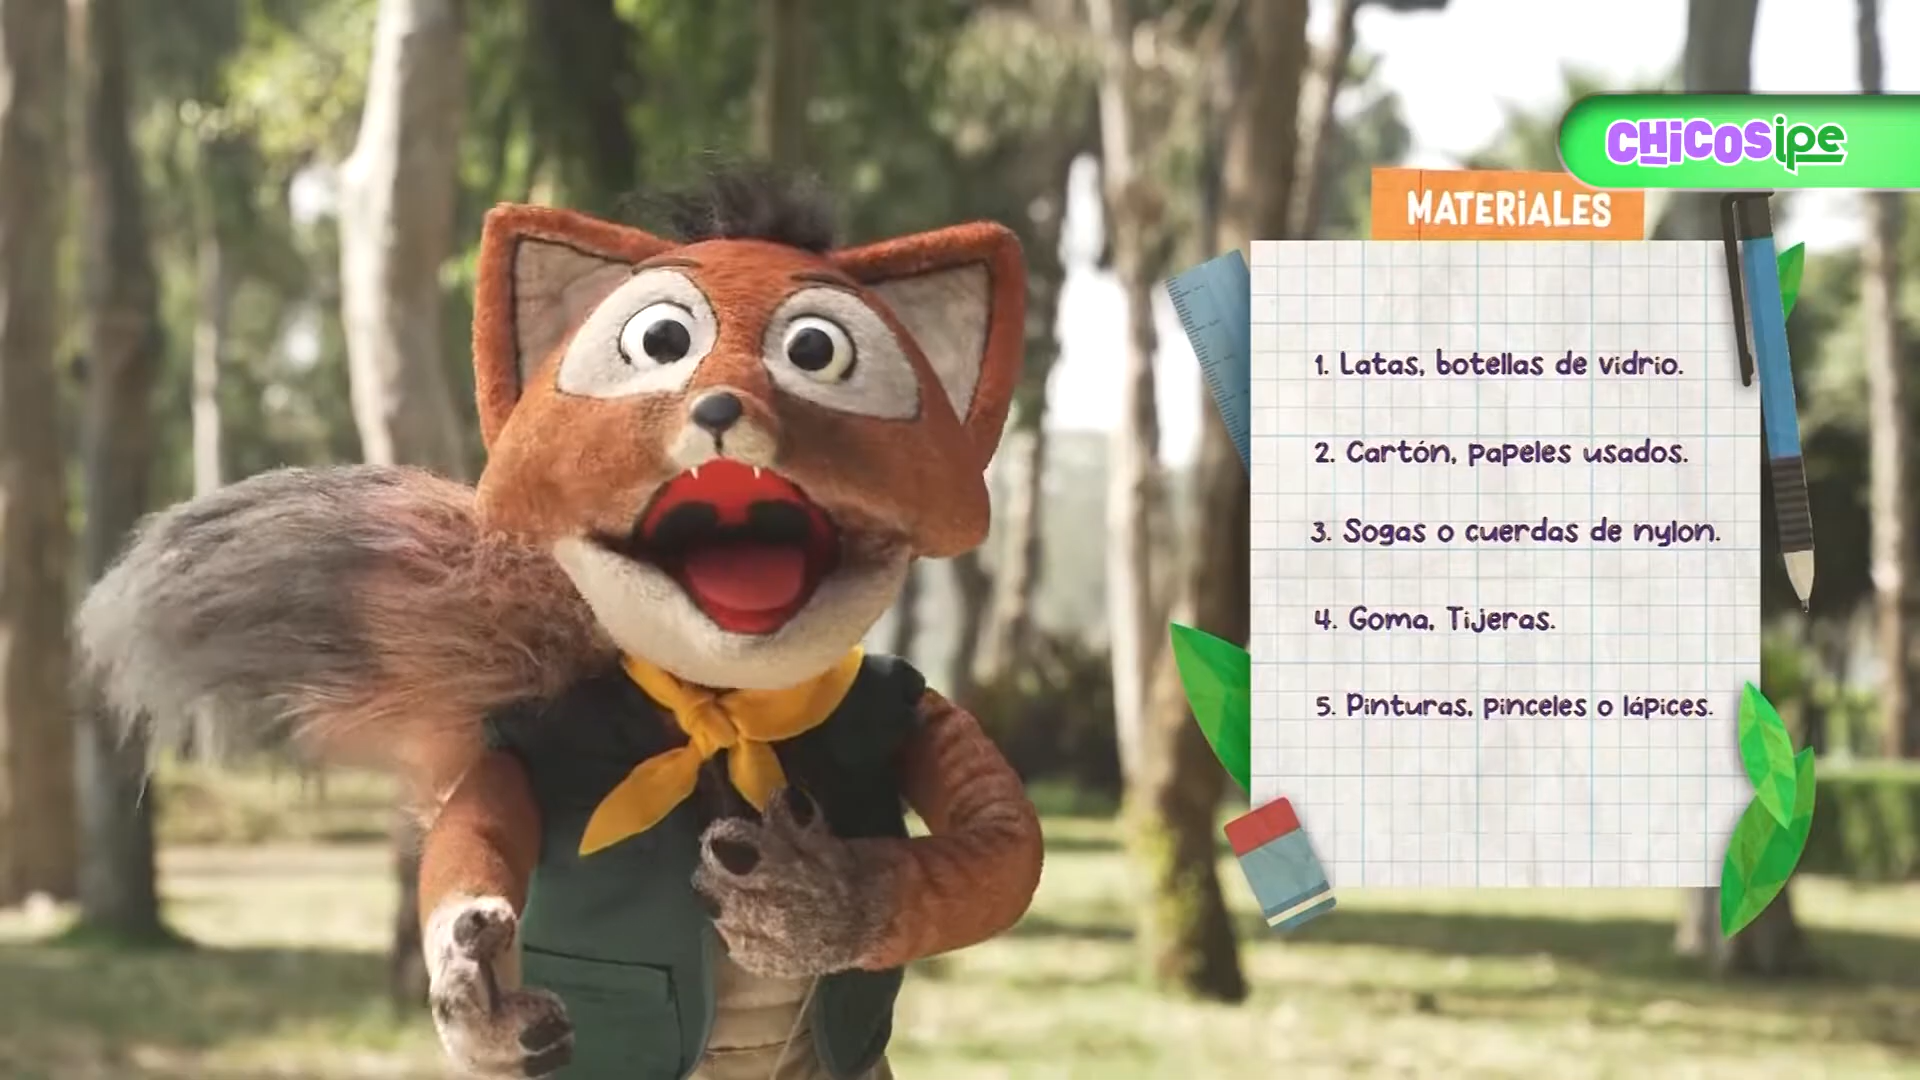 CHiCOSipe
MATERiALES
1. Latas, botellas de vidrio.
2. Cartón, papeles usados.
3. Sogas o cuerdas de nylon.
4. Goma, Tijeras.
5. Pinturas, pinceles o lápices.